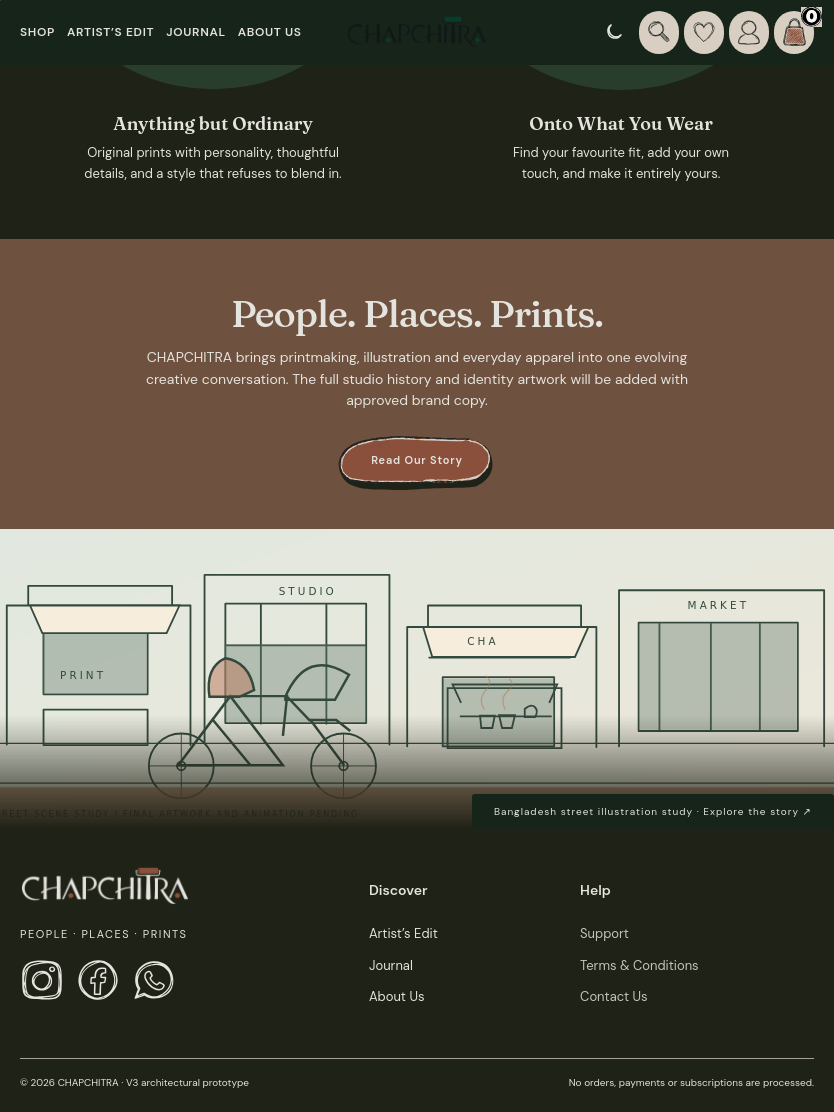 SHOP ARTIST’S EDIT JOURNAL ABOUT US CHAPCHITRA 0
Anything but Ordinary
Original prints with personality, thoughtful
details, and a style that refuses to blend in.
Onto What You Wear
Find your favourite fit, add your own
touch, and make it entirely yours.
People. Places. Prints.
CHAPCHITRA brings printmaking, illustration and everyday apparel into one evolving
creative conversation. The full studio history and identity artwork will be added with
approved brand copy.
Read Our Story
PRINT
STUDIO
CHA
MARKET
REET SCENE STUDY / FINAL ARTWORK AND ANIMATION PENDING
Bangladesh street illustration study · Explore the story ↗
CHAPCHITRA
PEOPLE · PLACES · PRINTS
Discover
Artist’s Edit
Journal
About Us
Help
Support
Terms & Conditions
Contact Us
© 2026 CHAPCHITRA · V3 architectural prototype
No orders, payments or subscriptions are processed.